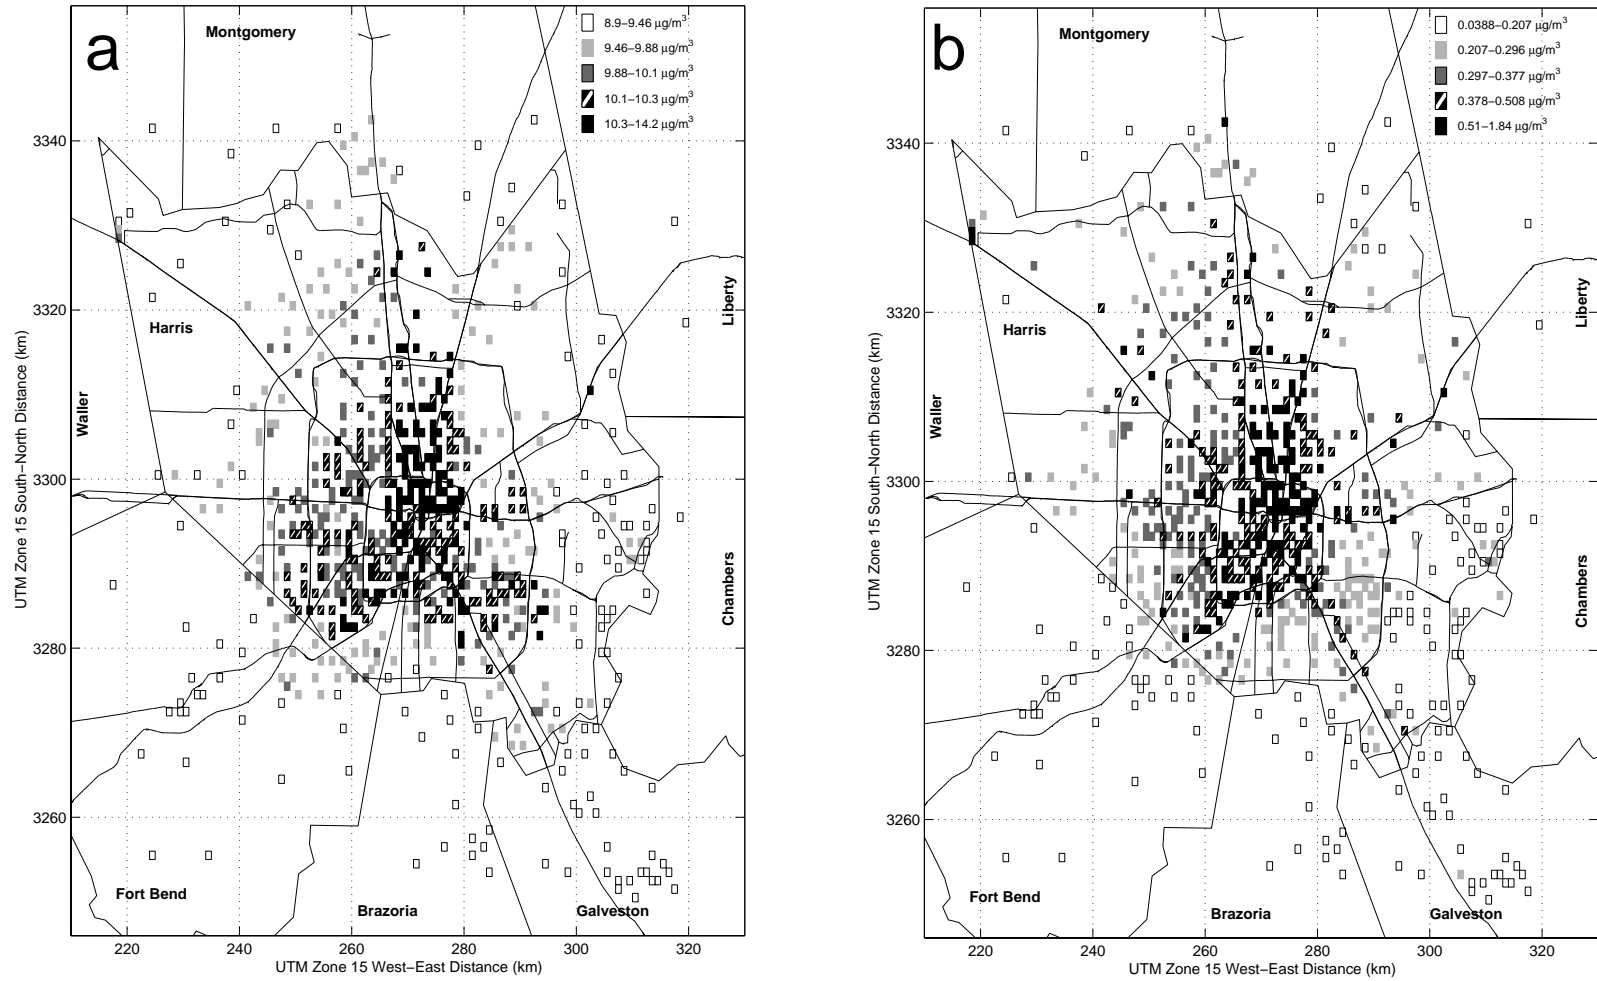 a
Montgomery
8.9–9.46 µg/m3
9.46–9.88 µg/m3
9.88–10.1 µg/m3
10.1–10.3 µg/m3
10.3–14.2 µg/m3
3340
3320
3300
3280
3260
UTM Zone 15 South–North Distance (km)
Harris
Waller
Liberty
Chambers
Fort Bend
Brazoria
Galveston
220
240
260
280
300
320
UTM Zone 15 West–East Distance (km)
b
Montgomery
0.0388–0.207 µg/m3
0.207–0.296 µg/m3
0.297–0.377 µg/m3
0.378–0.508 µg/m3
0.51–1.84 µg/m3
3340
3320
3300
3280
3260
UTM Zone 15 South–North Distance (km)
Harris
Waller
Liberty
Chambers
Fort Bend
Brazoria
Galveston
220
240
260
280
300
320
UTM Zone 15 West–East Distance (km)